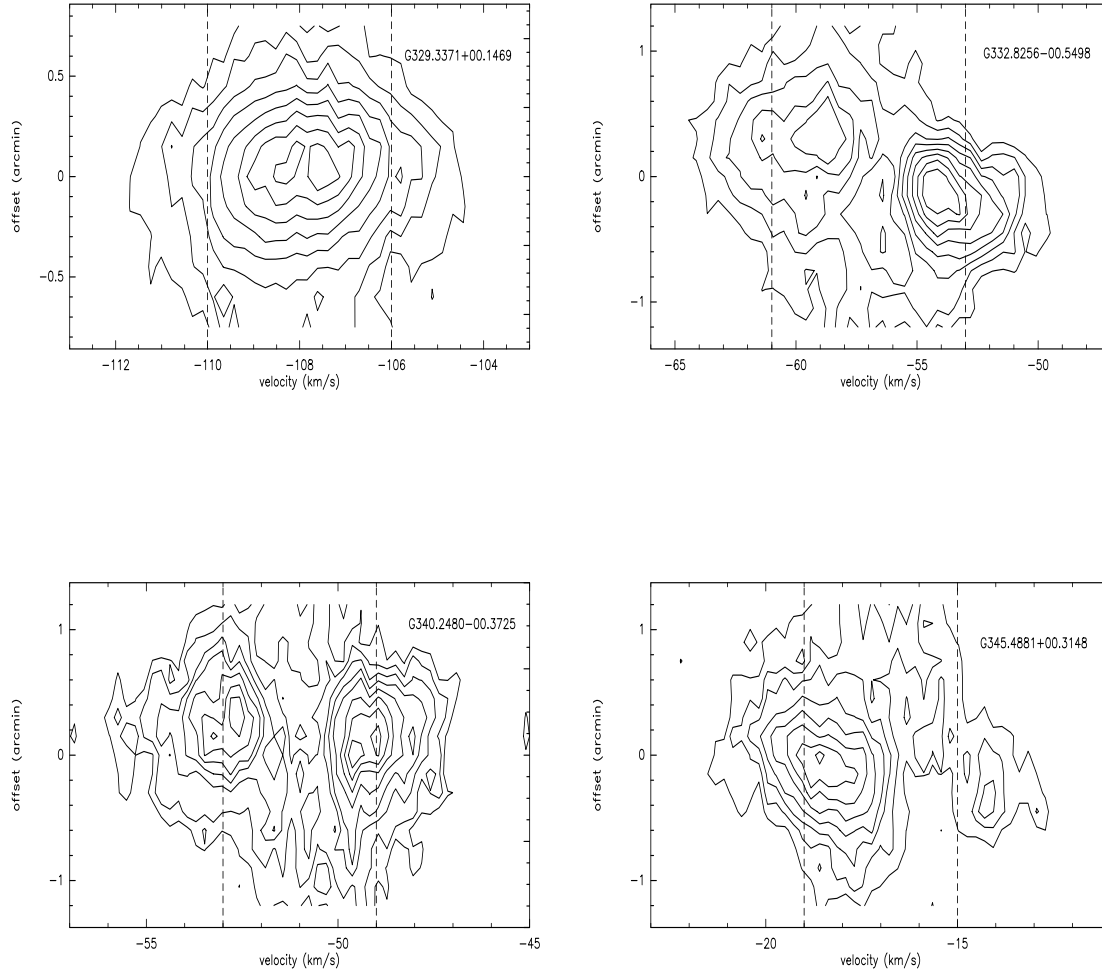 G329.3371+00.1469
0.5
0
−0.5
offset (arcmin)
−112
−110
−108
−106
−104
velocity (km/s)
G332.8256−00.5498
1
0
−1
offset (arcmin)
−65
−60
−55
−50
velocity (km/s)
G340.2480−00.3725
1
0
−1
offset (arcmin)
−55
−50
−45
velocity (km/s)
G345.4881+00.3148
1
0
−1
offset (arcmin)
−20
−15
velocity (km/s)